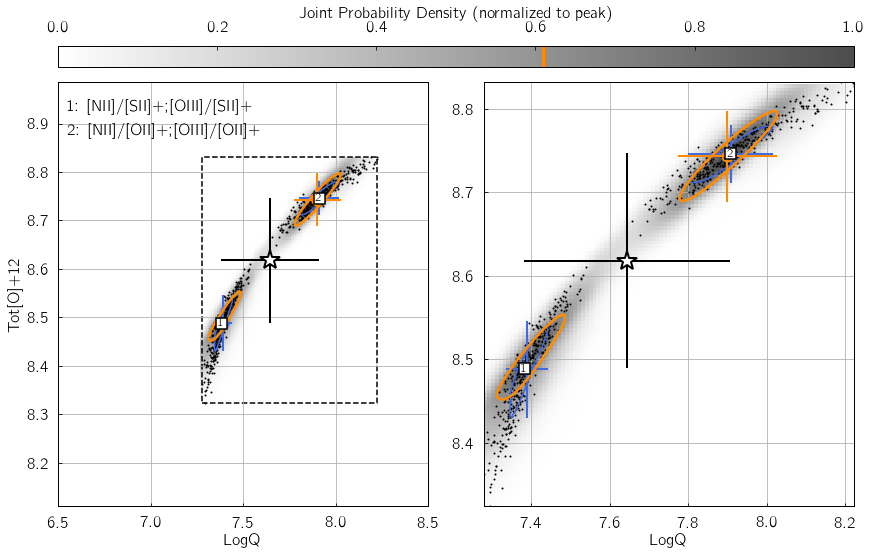 Joint Probability Density (normalized to peak)
0.0 0.2 0.4 0.6 0.8 1.0
1: [NII]/[SII]+;[OIII]/[SII]+
2: [NII]/[OII]+;[OIII]/[OII]+
Tot[O]+12
8.9
8.8
8.7
8.6
8.5
8.4
8.3
8.2
2
1
6.5 7.0 7.5 8.0 8.5
LogQ
8.8
8.7
8.6
8.5
8.4
2
1
7.4 7.6 7.8 8.0 8.2
LogQ